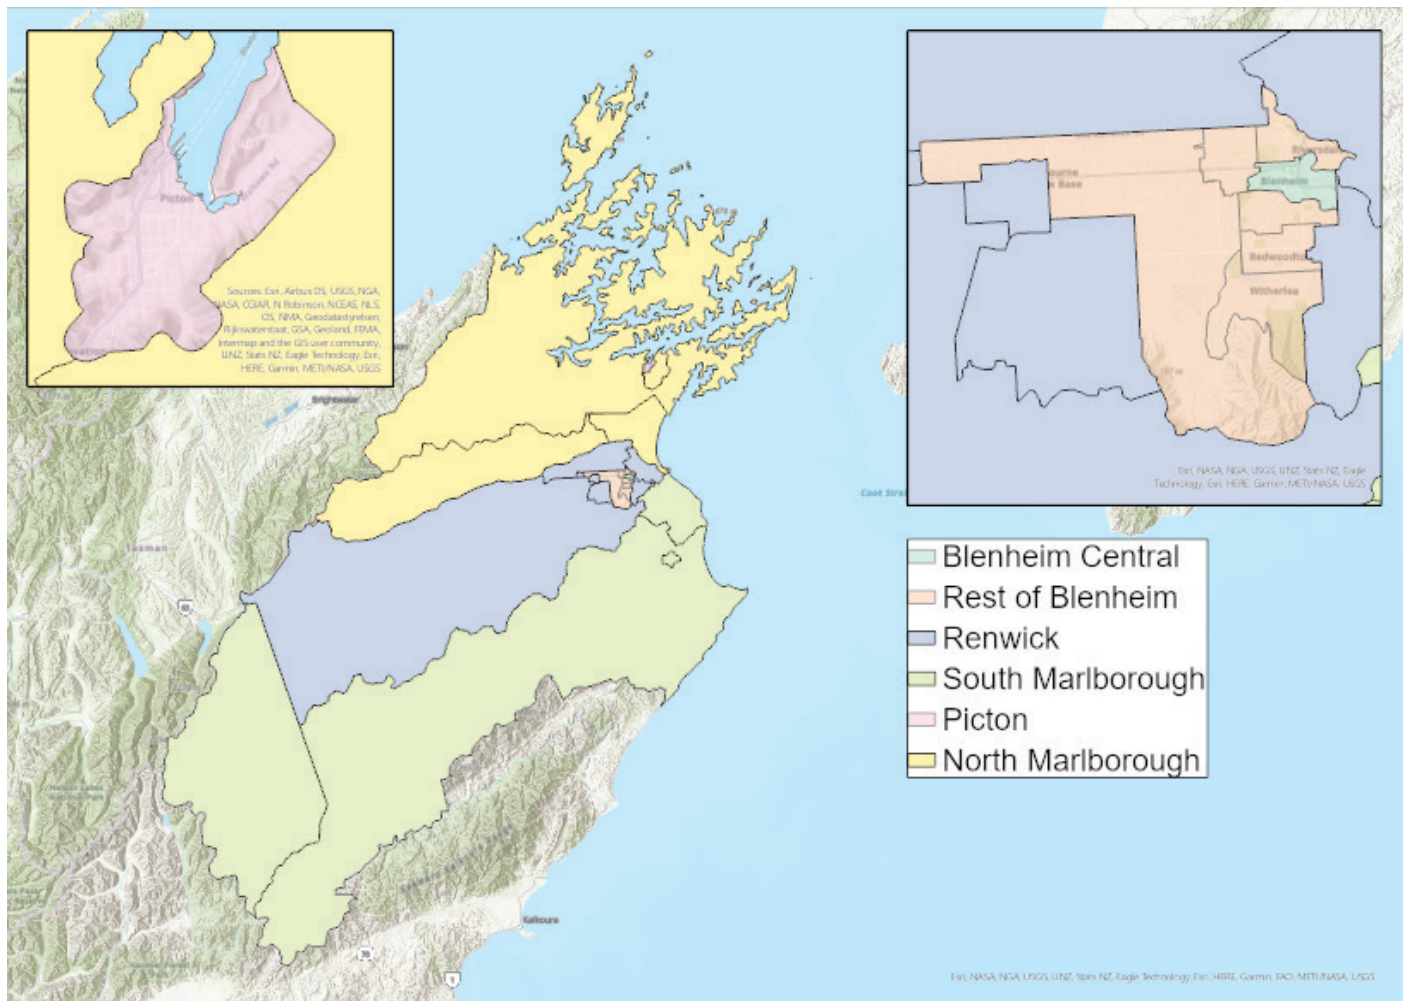 Picton
Sources: Esri, Airbus DS, USGS, NGA,
NASA, CGIAR, N Robinson, NCEAS, NLS,
OS, NMA, Geodatastyrelsen,
Rijkswaterstaat, GSA, Geoland, FEMA,
Intermap and the GIS user community,
LINZ, Stats NZ, Eagle Technology, Esri,
HERE, Garmin, METI/NASA, USGS
Blenheim
Witherlea
Esri, NASA, NGA, USGS, LINZ, Stats NZ, Eagle
Technology, Esri, HERE, Garmin, METI/NASA, USGS
Brightwater
Tasman
Kaikoura
Blenheim Central
Rest of Blenheim
Renwick
South Marlborough
Picton
North Marlborough
Esri, NASA, NGA, USGS, LINZ, Stats NZ, Eagle Technology, Esri, HERE, Garmin, FAO, METI/NASA, USGS